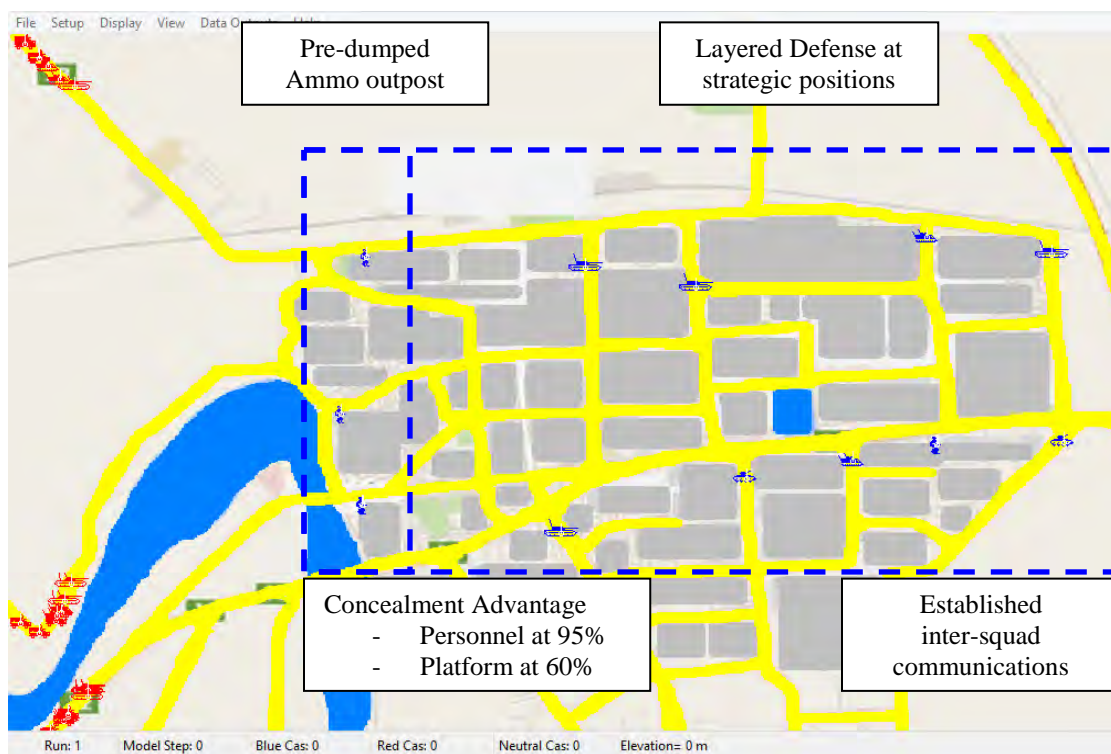 File Setup Display View Data Help
Pre-dumped
Ammo outpost
Layered Defense at
strategic positions
Concealment Advantage
- Personnel at 95%
- Platform at 60%
Established
inter-squad
communications
Run: 1 Model Step: 0 Blue Cas: 0 Red Cas: 0 Neutral Cas: 0 Elevation= 0 m